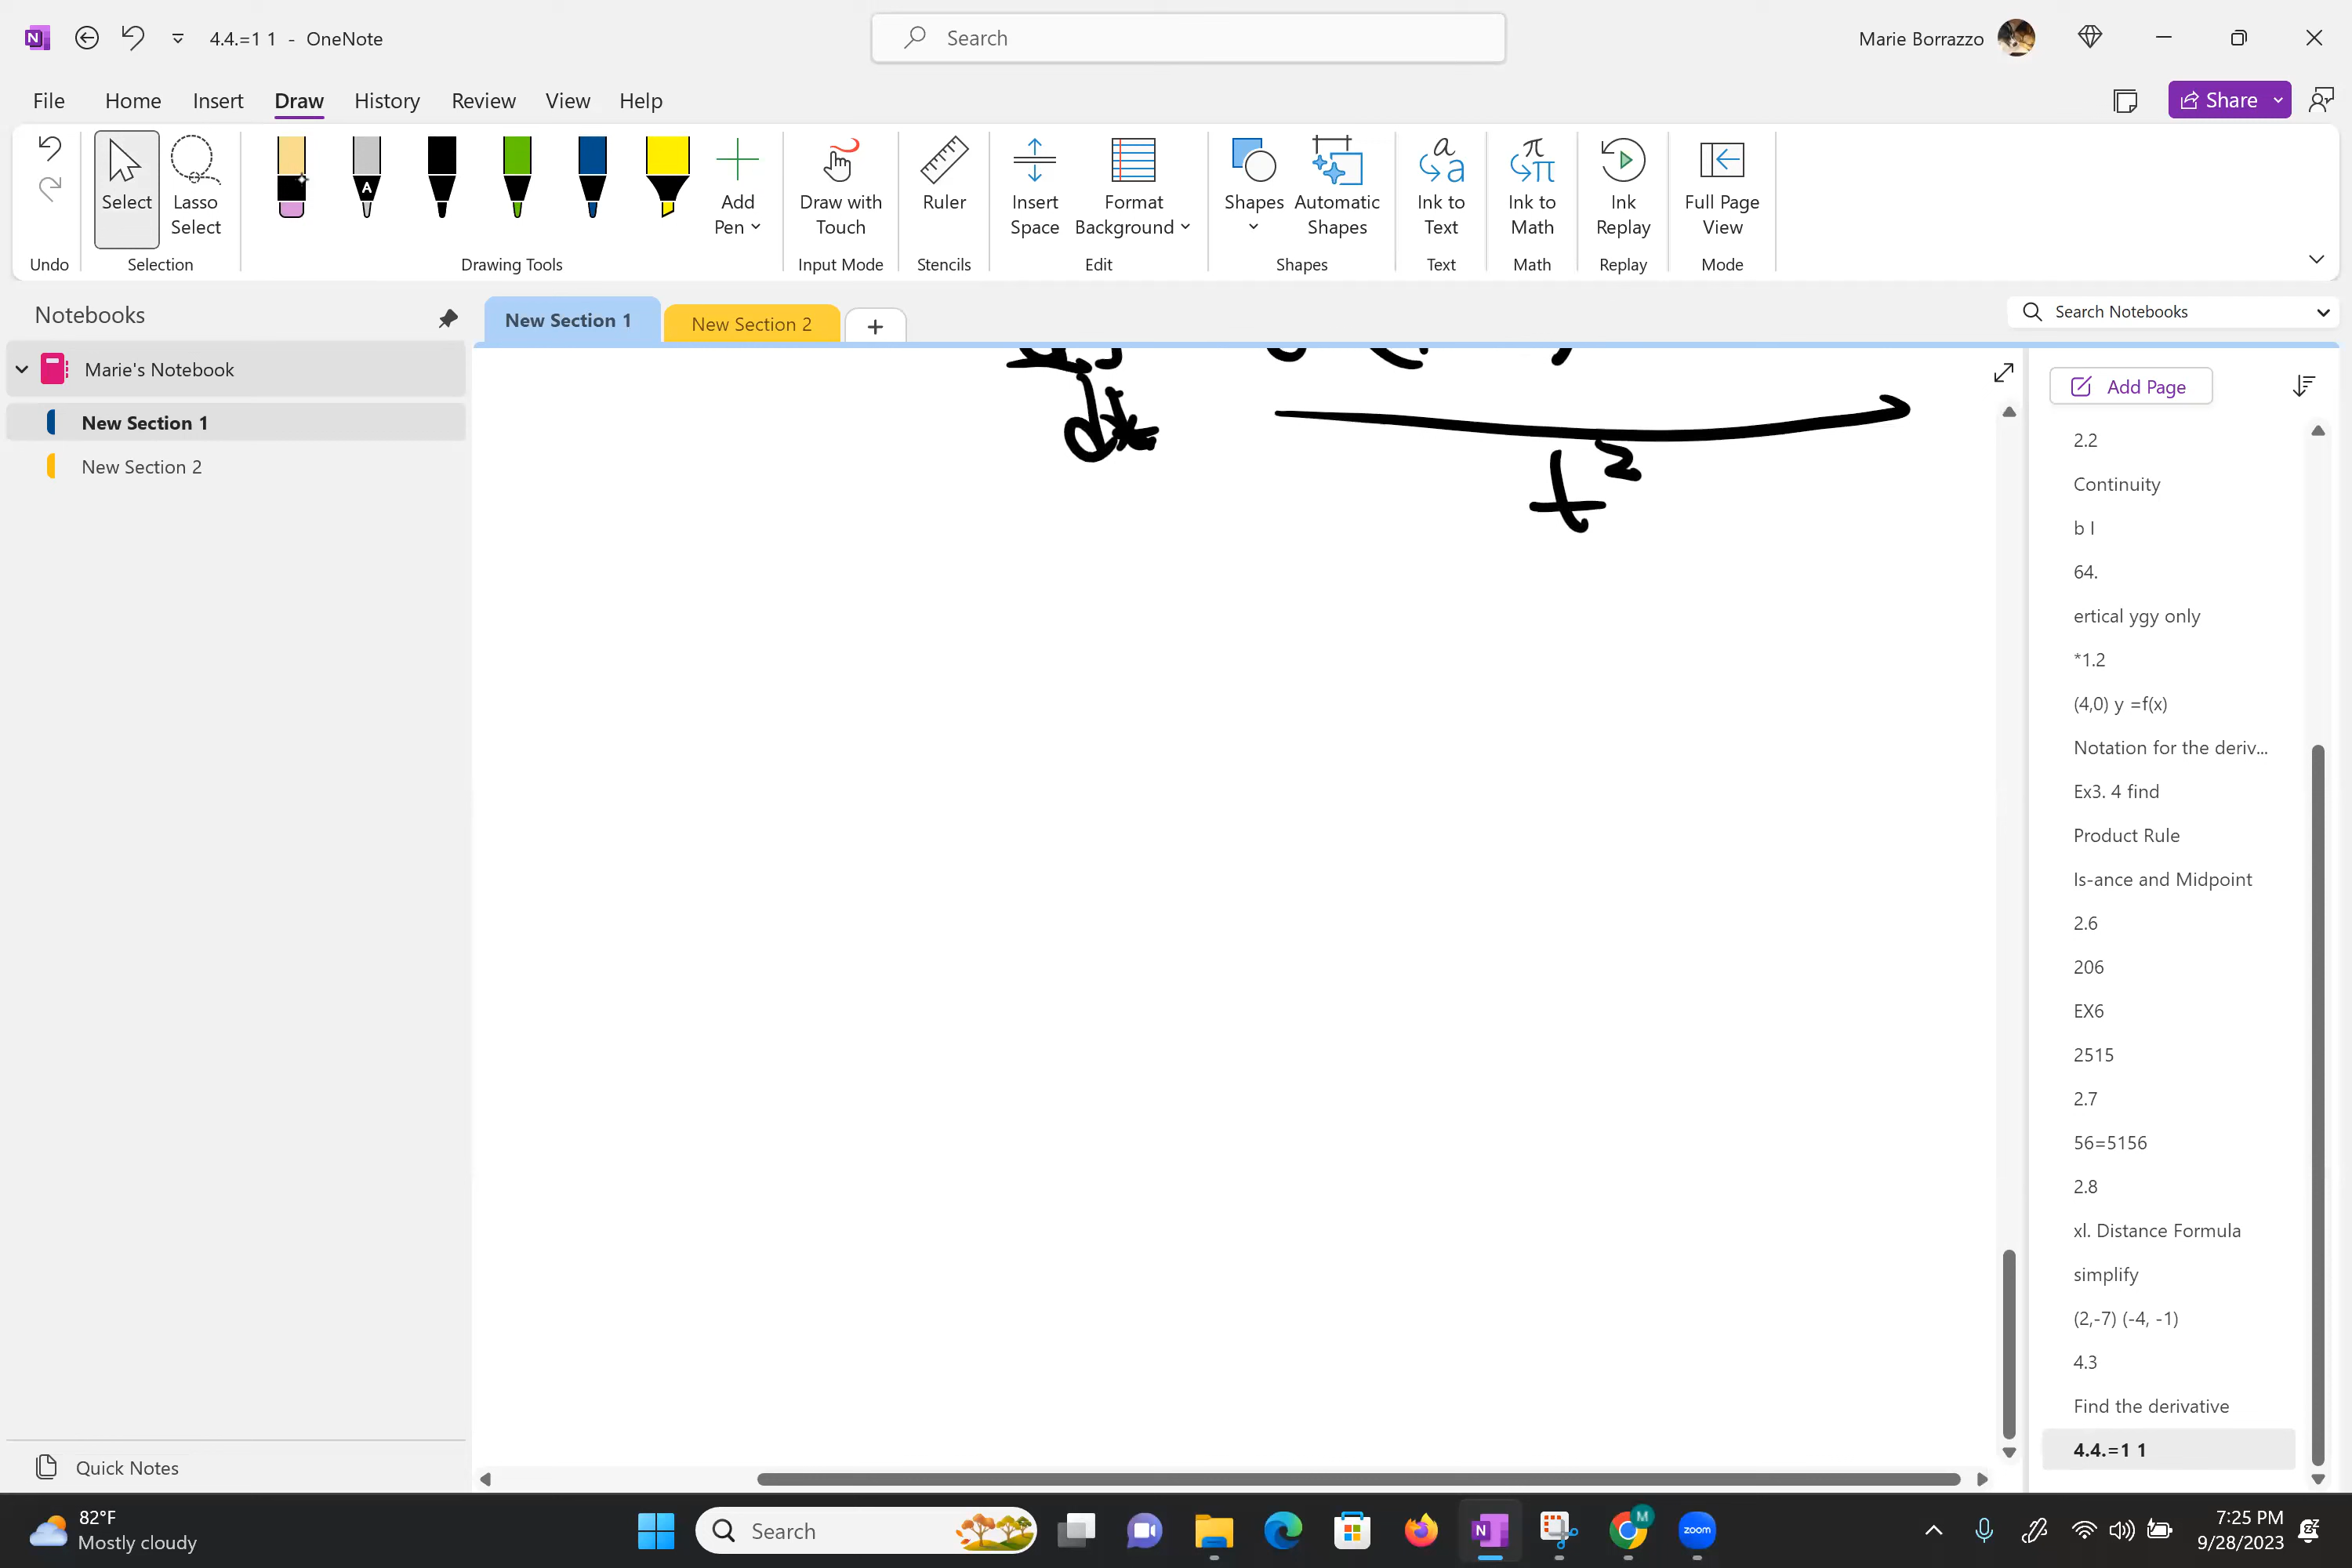 4.4.=1 1 - OneNote
Search
Marie Borrazzo
File Home Insert Draw History Review View Help
Share
Select
Lasso Select
A
Add Pen
Draw with Touch
Ruler
Insert Space
Format Background
Shapes
Automatic Shapes
Ink to Text
Ink to Math
Ink Replay
Full Page View
Undo
Selection
Drawing Tools
Input Mode
Stencils
Edit
Shapes
Text
Math
Replay
Mode
Notebooks
New Section 1
New Section 2
Search Notebooks
Marie's Notebook
New Section 1
New Section 2
dx
t²
Add Page
2.2
Continuity
b I
64.
ertical ygy only
*1.2
(4,0) y =f(x)
Notation for the deriv...
Ex3. 4 find
Product Rule
Is-ance and Midpoint
2.6
206
EX6
2515
2.7
56=5156
2.8
xl. Distance Formula
simplify
(2,-7) (-4, -1)
4.3
Find the derivative
4.4.=1 1
Quick Notes
82°F
Mostly cloudy
Search
M
zoom
7:25 PM
9/28/2023